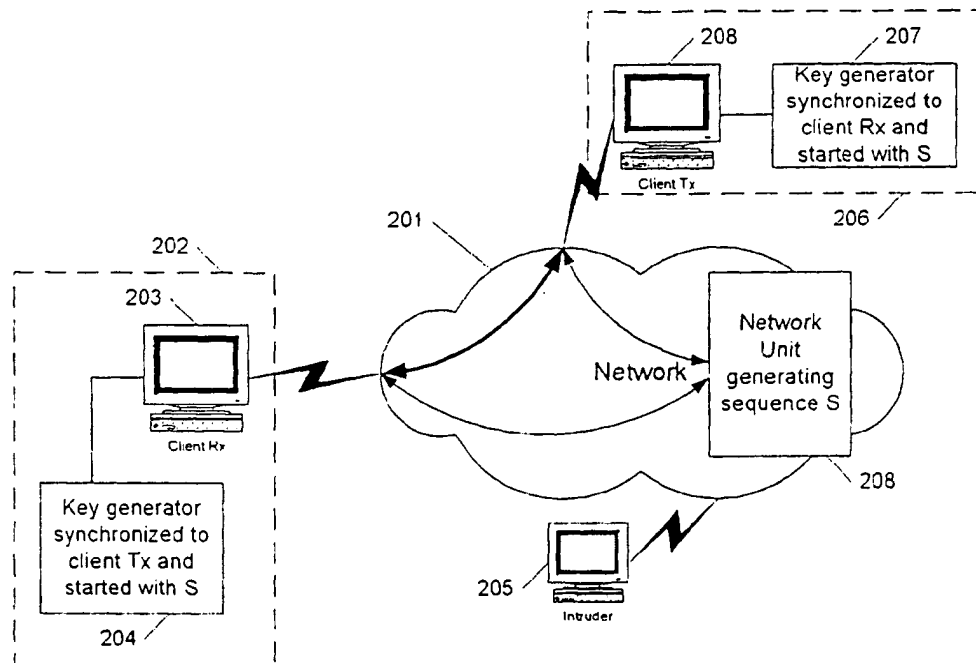 208
207
Key generator
synchronized to
client Rx and
started with S
Client Tx
206
201
202
203
Network
Unit
generating
sequence S
Network
Client Rx
208
Key generator
synchronized to
client Tx and
started with S
204
205
Intruder